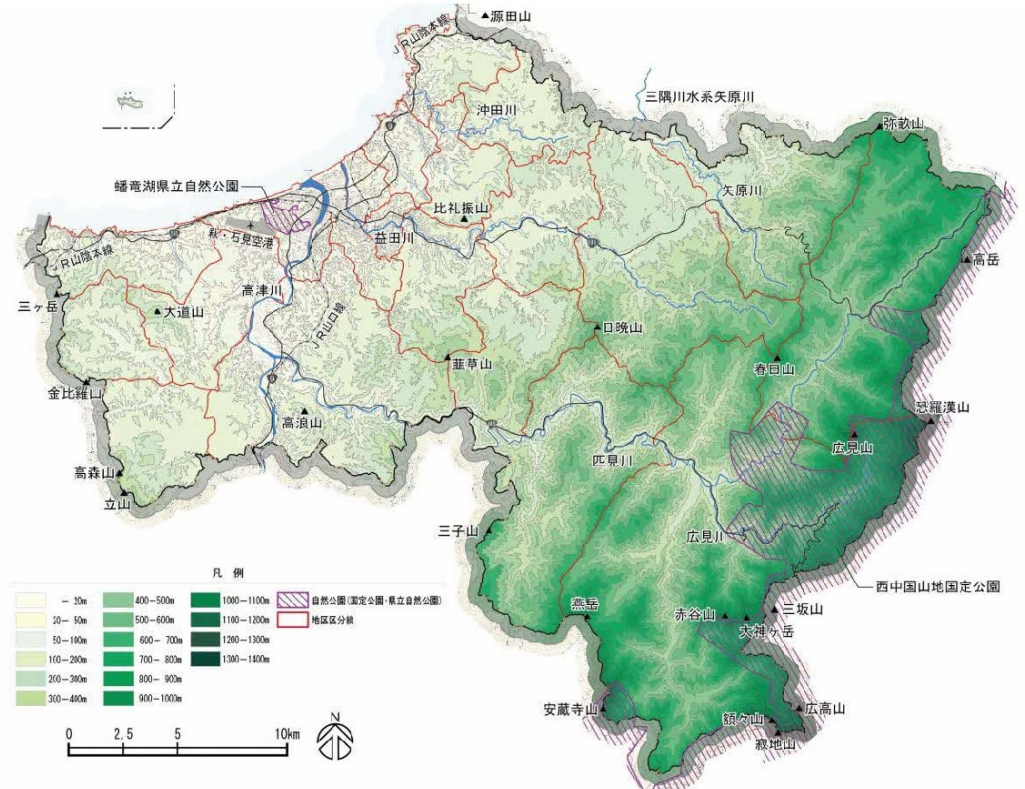 JR山陰本線
源田山
三隅川水系矢原川
沖田川
弥畝山
蟠竜湖県立自然公園
矢原川
比礼振山
9
191
萩・石見空港
益田川
JR山陰本線
高岳
三ヶ岳
高津川
大道山
JR山口線
日晩山
韮草山
春日山
金比羅山
高浪山
恐羅漢山
広見山
匹見川
高森山
立山
三子山
広見川
西中国山地国定公園
燕岳
赤谷山
三坂山
大神ヶ岳
安蔵寺山
広高山
額々山
寂地山
凡 例
- 20m
20- 50m
50-100m
100-200m
200-300m
300-400m
400-500m
500-600m
600- 700m
700- 800m
800- 900m
900-1000m
1000-1100m
1100-1200m
1200-1300m
1300-1400m
自然公園(国定公園・県立自然公園)
地区区分線
0 2.5 5 10km
N